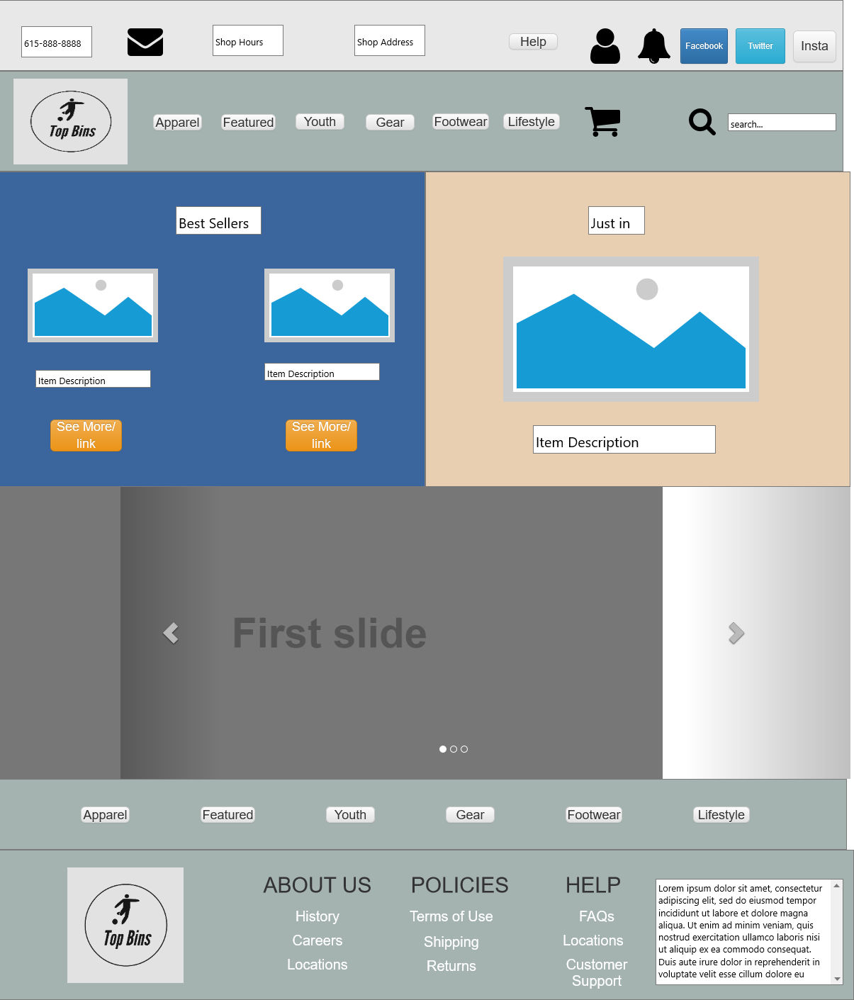 615-888-8888
Shop Hours
Shop Address
Help
Facebook
Twitter
Insta
Top Bins
Apparel
Featured
Youth
Gear
Footwear
Lifestyle
search...
Best Sellers
Item Description
See More/
link
Item Description
See More/
link
Just in
Item Description
First slide
Apparel
Featured
Youth
Gear
Footwear
Lifestyle
Top Bins
ABOUT US
History
Careers
Locations
POLICIES
Terms of Use
Shipping
Returns
HELP
FAQs
Locations
Customer
Support
Lorem ipsum dolor sit amet, consectetur
adipiscing elit, sed do eiusmod tempor
incididunt ut labore et dolore magna
aliqua. Ut enim ad minim veniam, quis
nostrud exercitation ullamco laboris nisi
ut aliquip ex ea commodo consequat.
Duis aute irure dolor in reprehenderit in
voluptate velit esse cillum dolore eu